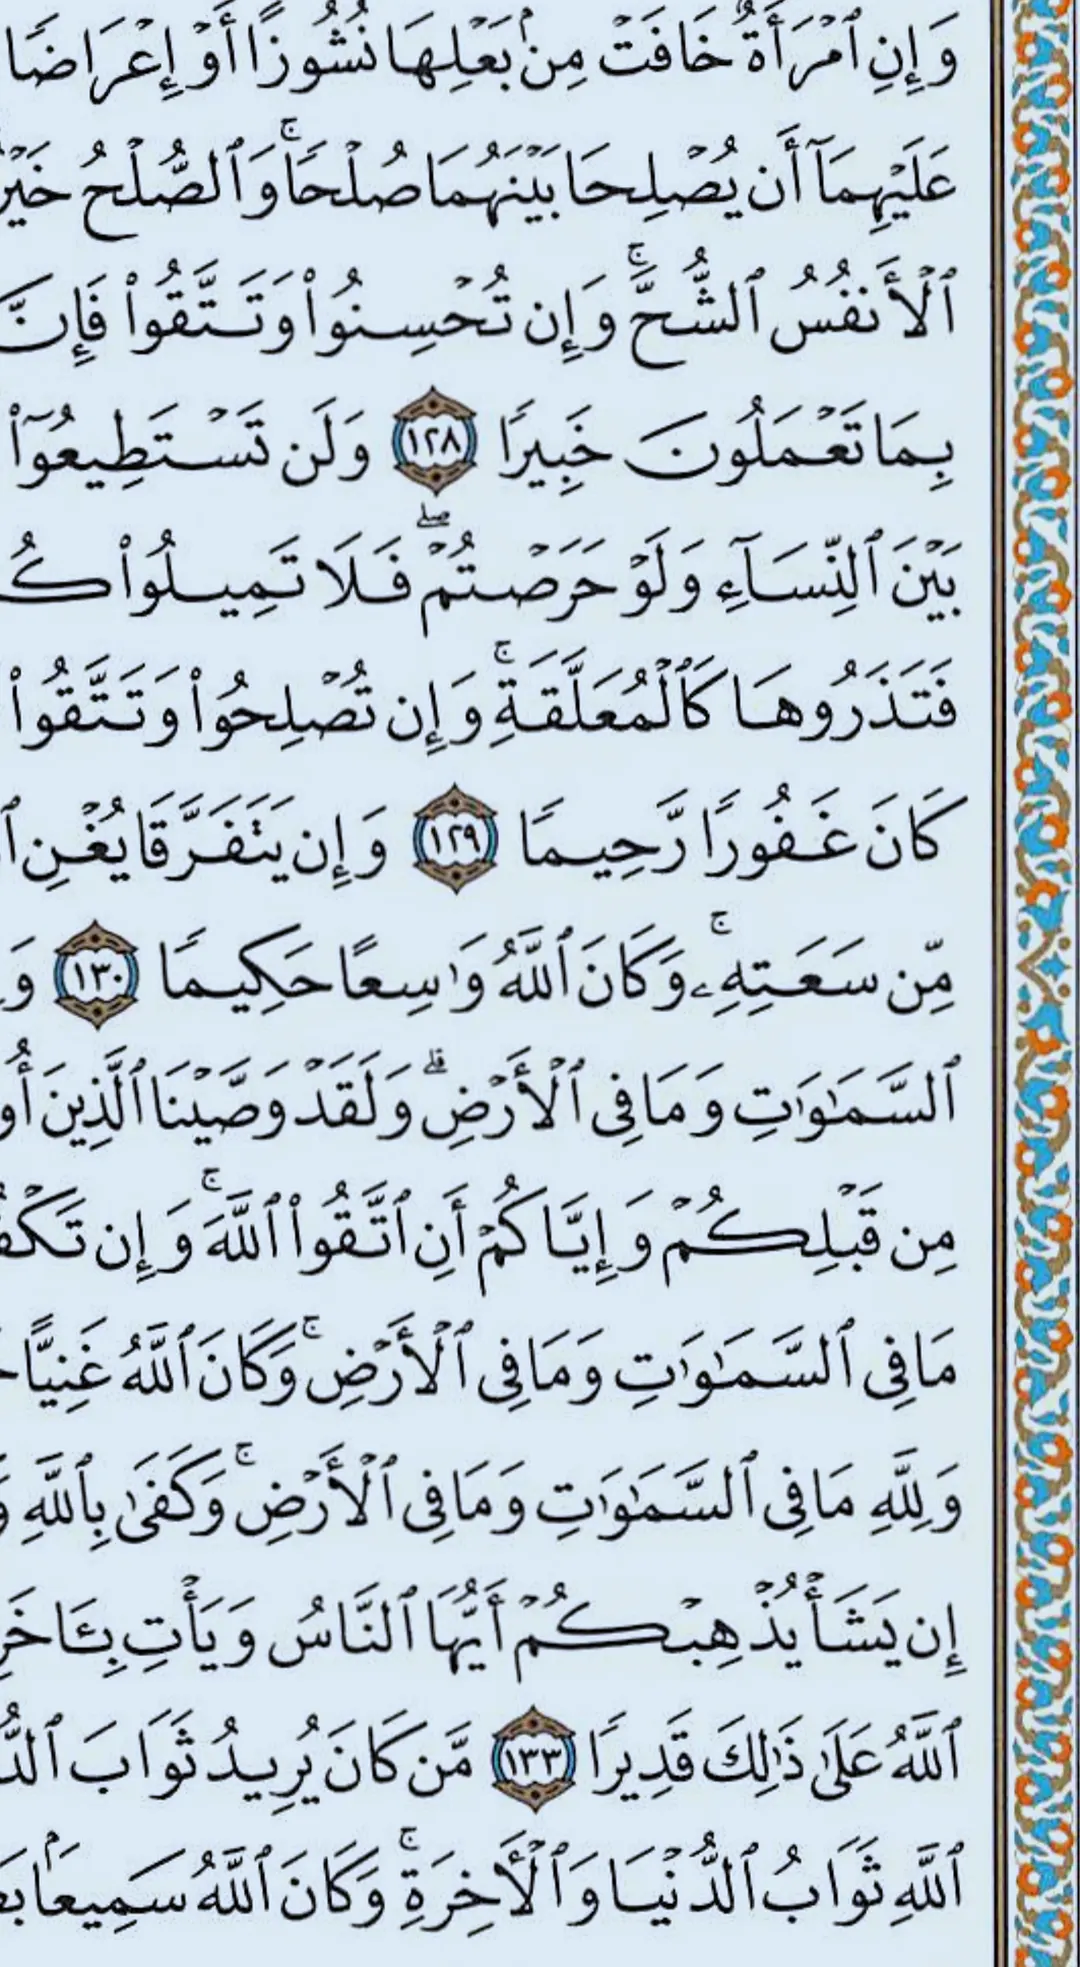 وَإِنِ ٱمْرَأَةٌ خَافَتْ مِنۢ بَعْلِهَا نُشُوزًا أَوْ إِعْرَاضًا
عَلَيْهِمَآ أَن يُصْلِحَا بَيْنَهُمَا صُلْحًاۚ وَٱلصُّلْحُ خَيْرٌ
ٱلْأَنفُسُ ٱلشُّحَّۚ وَإِن تُحْسِنُوا۟ وَتَتَّقُوا۟ فَإِنَّ
بِمَا تَعْمَلُونَ خَبِيرًا ١٢٨ وَلَن تَسْتَطِيعُوٓا۟
بَيْنَ ٱلنِّسَآءِ وَلَوْ حَرَصْتُمْۖ فَلَا تَمِيلُوا۟
فَتَذَرُوهَا كَٱلْمُعَلَّقَةِۚ وَإِن تُصْلِحُوا۟ وَتَتَّقُوا۟
كَانَ غَفُورًا رَّحِيمًا ١٢٩ وَإِن يَتَفَرَّقَا يُغْنِ
مِّن سَعَتِهِۦۚ وَكَانَ ٱللَّهُ وَٰسِعًا حَكِيمًا ١٣٠
ٱلسَّمَٰوَٰتِ وَمَا فِى ٱلْأَرْضِۗ وَلَقَدْ وَصَّيْنَا ٱلَّذِينَ
مِن قَبْلِكُمْ وَإِيَّاكُمْ أَنِ ٱتَّقُوا۟ ٱللَّهَۚ وَإِن
مَا فِى ٱلسَّمَٰوَٰتِ وَمَا فِى ٱلْأَرْضِۚ وَكَانَ ٱللَّهُ غَنِيًّا
وَلِلَّهِ مَا فِى ٱلسَّمَٰوَٰتِ وَمَا فِى ٱلْأَرْضِۚ وَكَفَىٰ بِٱللَّهِ
إِن يَشَأْ يُذْهِبْكُمْ أَيُّهَا ٱلنَّاسُ وَيَأْتِ
ٱللَّهُ عَلَىٰ ذَٰلِكَ قَدِيرًا ١٣٣ مَّن كَانَ يُرِيدُ ثَوَابَ
ٱللَّهِ ثَوَابُ ٱلدُّنْيَا وَٱلْـَٔاخِرَةِۚ وَكَانَ ٱللَّهُ سَمِيعًۢا